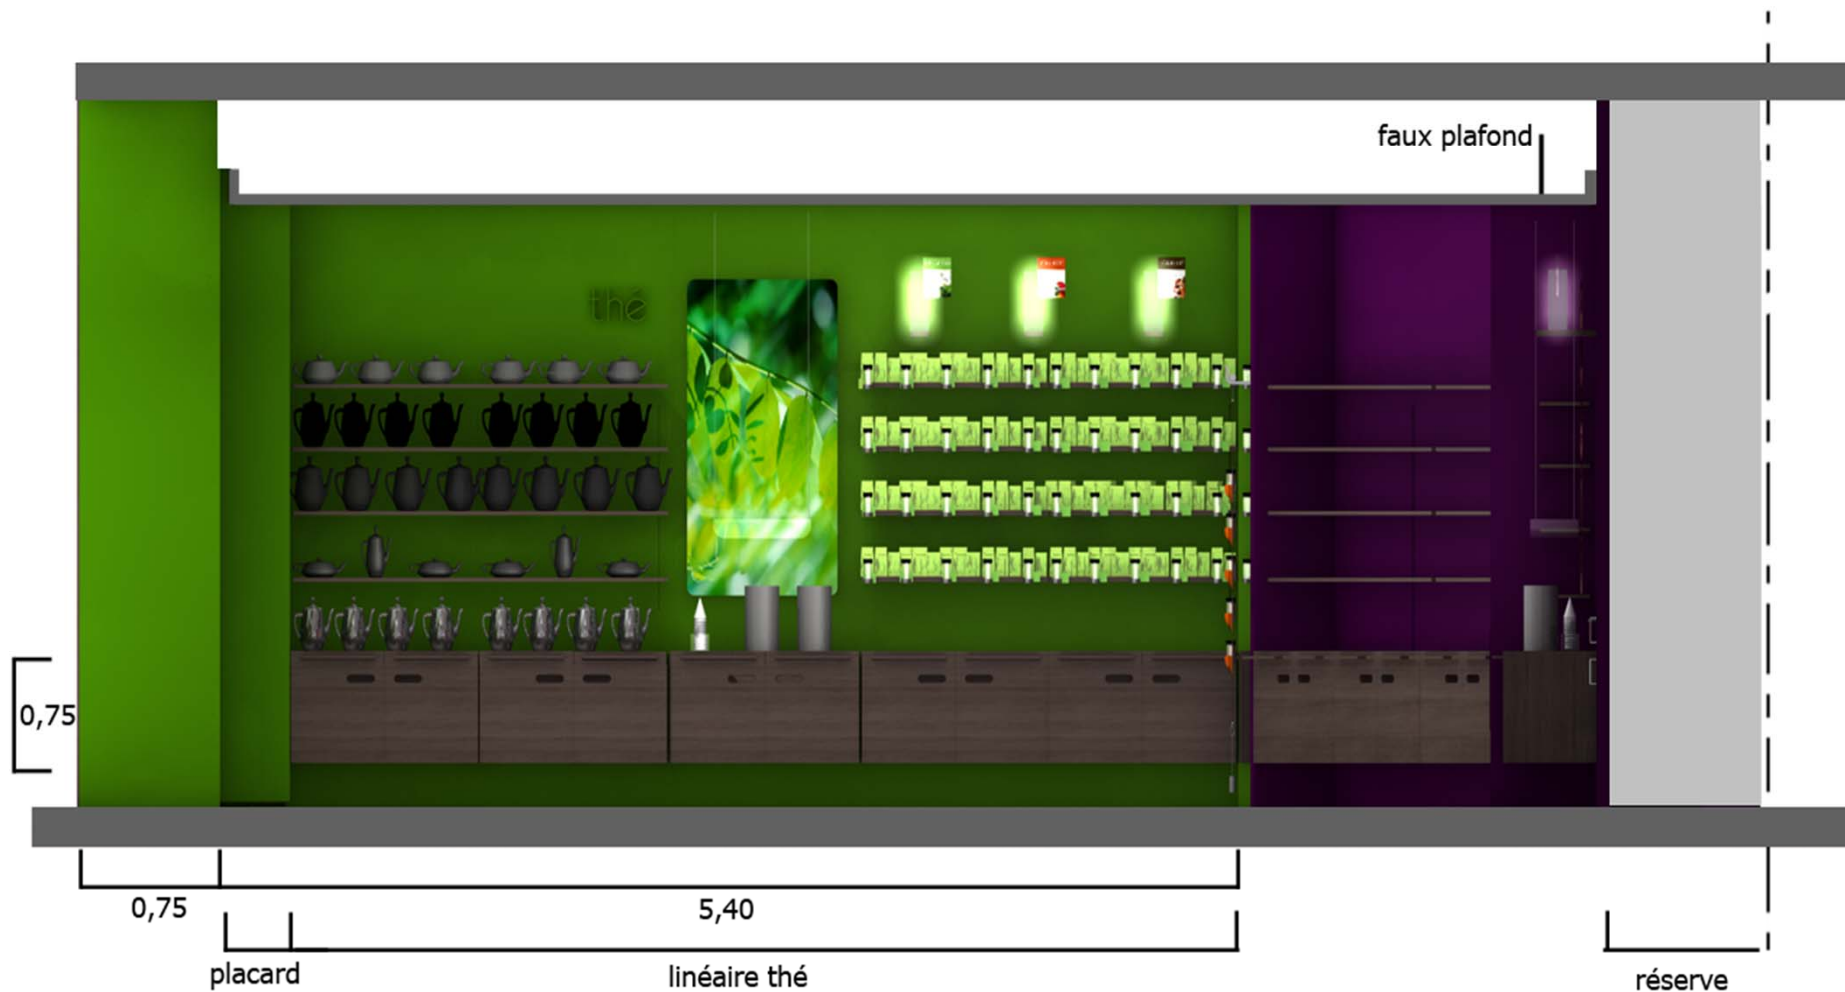 faux plafond
thé
0,75
0,75
5,40
placard
linéaire thé
réserve